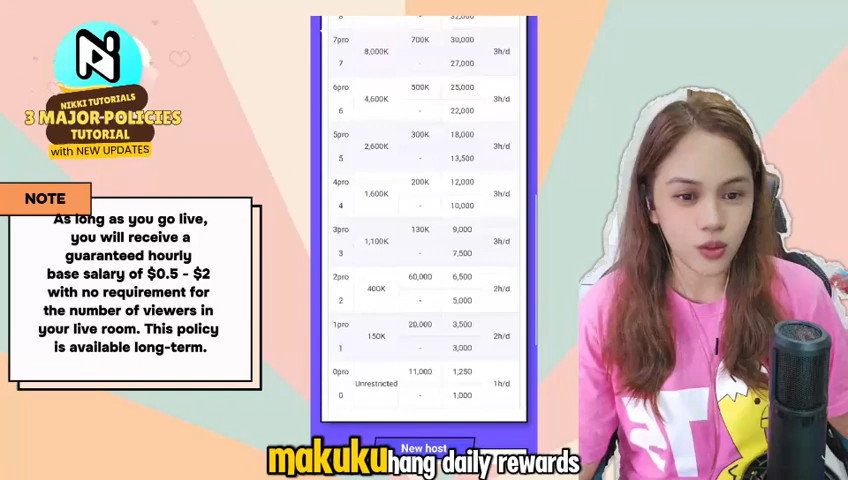 NIKKI TUTORIALS
3 MAJOR POLICIES
TUTORIAL
with NEW UPDATES
NOTE
As long as you go live,
you will receive a
guaranteed hourly
base salary of $0.5 - $2
with no requirement for
the number of viewers in
your live room. This policy
is available long-term.
7pro 700K 30,000
8,000K 3h/d
7 - 27,000
6pro 500K 25,000
4,600K 3h/d
6 - 22,000
5pro 300K 18,000
2,600K 3h/d
5 - 13,500
4pro 200K 12,000
1,600K 3h/d
4 - 10,000
3pro 130K 9,000
1,100K 3h/d
3 - 7,500
2pro 60,000 6,500
400K 2h/d
2 - 5,000
1pro 20,000 3,500
150K 2h/d
1 - 3,000
0pro 11,000 1,250
Unrestricted 1h/d
0 - 1,000
New host
makukuhang daily rewards